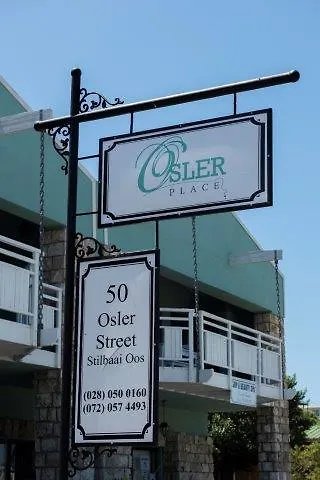 OSLER
PLACE
50
Osler
Street
Stilbaai Oos
(028) 050 0160
(072) 057 4493